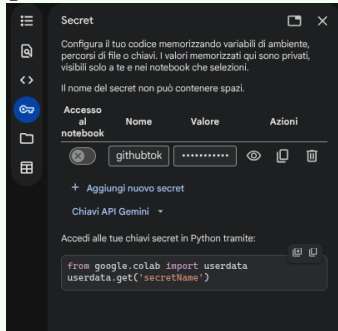 Secret
Configura il tuo codice memorizzando variabili di ambiente,
percorsi di file o chiavi. I valori memorizzati qui sono privati,
visibili solo a te e nei notebook che selezioni.
Il nome del secret non può contenere spazi.
Accesso
al
notebook
Nome
Valore
Azioni
githubtok
•••••••••••
+ Aggiungi nuovo secret
Chiavi API Gemini
Accedi alle tue chiavi secret in Python tramite:
from google.colab import userdata
userdata.get('secretName')